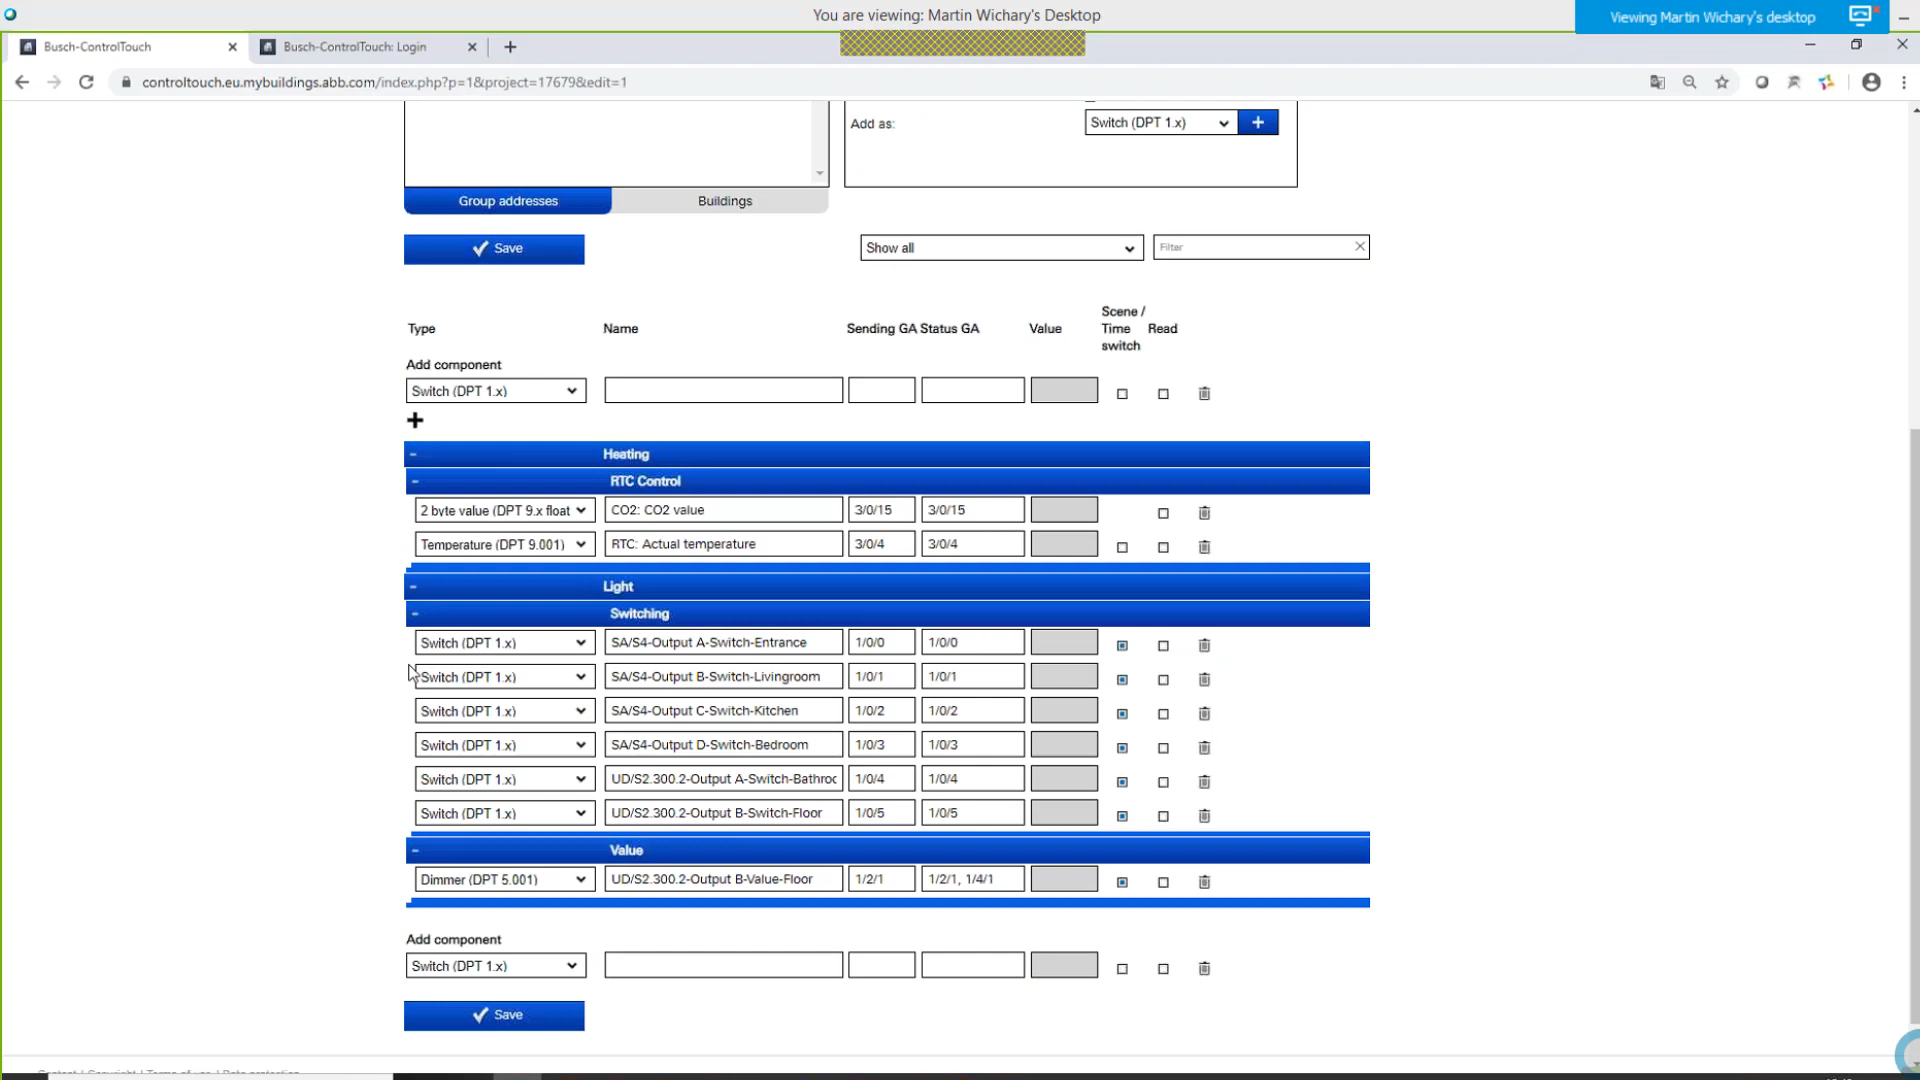 You are viewing: Martin Wichary's Desktop
Viewing Martin Wichary's desktop
Busch-ControlTouch
Busch-ControlTouch: Login
controltouch.eu.mybuildings.abb.com/index.php?p=1&project=17679&edit=1
Add as:
Switch (DPT 1.x)
Group addresses
Buildings
Save
Show all
Filter
Type
Name
Sending GA
Status GA
Value
Scene / Time switch
Read
Add component
Switch (DPT 1.x)
Heating
RTC Control
2 byte value (DPT 9.x float
CO2: CO2 value
3/0/15
3/0/15
Temperature (DPT 9.001)
RTC: Actual temperature
3/0/4
3/0/4
Light
Switching
Switch (DPT 1.x)
SA/S4-Output A-Switch-Entrance
1/0/0
1/0/0
Switch (DPT 1.x)
SA/S4-Output B-Switch-Livingroom
1/0/1
1/0/1
Switch (DPT 1.x)
SA/S4-Output C-Switch-Kitchen
1/0/2
1/0/2
Switch (DPT 1.x)
SA/S4-Output D-Switch-Bedroom
1/0/3
1/0/3
Switch (DPT 1.x)
UD/S2.300.2-Output A-Switch-Bathroo
1/0/4
1/0/4
Switch (DPT 1.x)
UD/S2.300.2-Output B-Switch-Floor
1/0/5
1/0/5
Value
Dimmer (DPT 5.001)
UD/S2.300.2-Output B-Value-Floor
1/2/1
1/2/1, 1/4/1
Add component
Switch (DPT 1.x)
Save